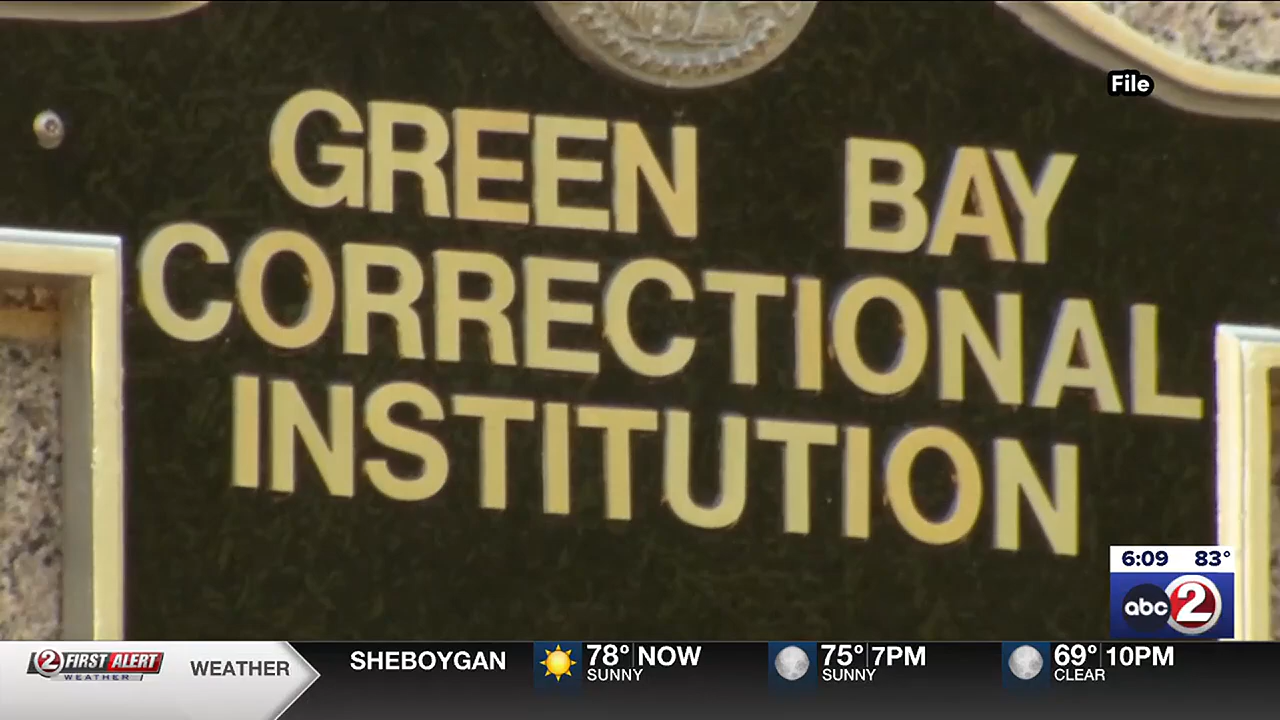 File
GREEN BAY
CORRECTIONAL
INSTITUTION
6:09 83°
abc 2
2 FIRST ALERT
WEATHER
WEATHER
SHEBOYGAN
78° NOW
SUNNY
75° 7PM
SUNNY
69° 10PM
CLEAR